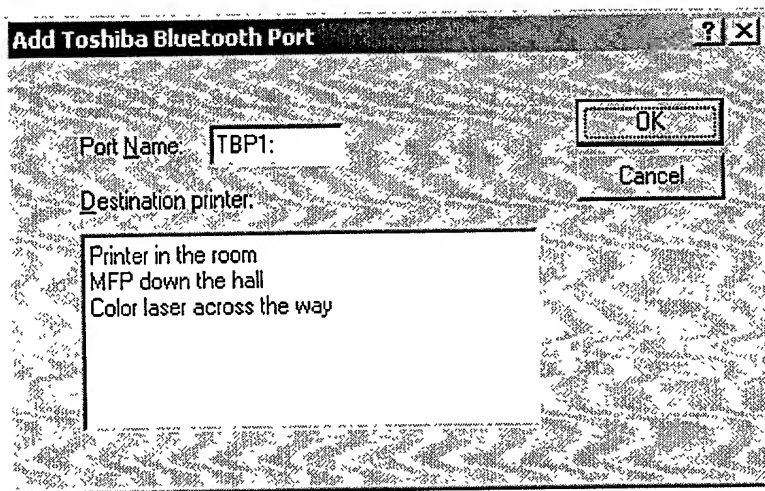 Add Toshiba Bluetooth Port ? X
Port Name: TBP1: OK
Cancel
Destination printer:
Printer in the room
MFP down the hall
Color laser across the way